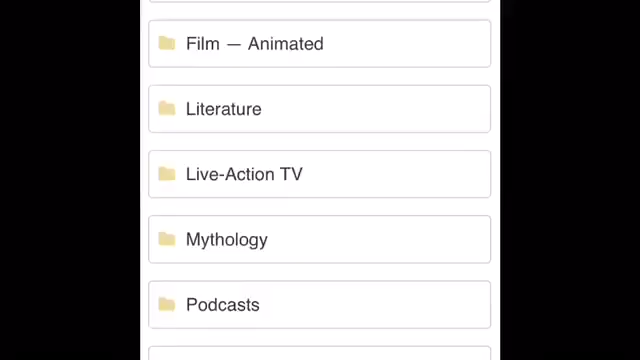 Film — Animated
Literature
Live-Action TV
Mythology
Podcasts